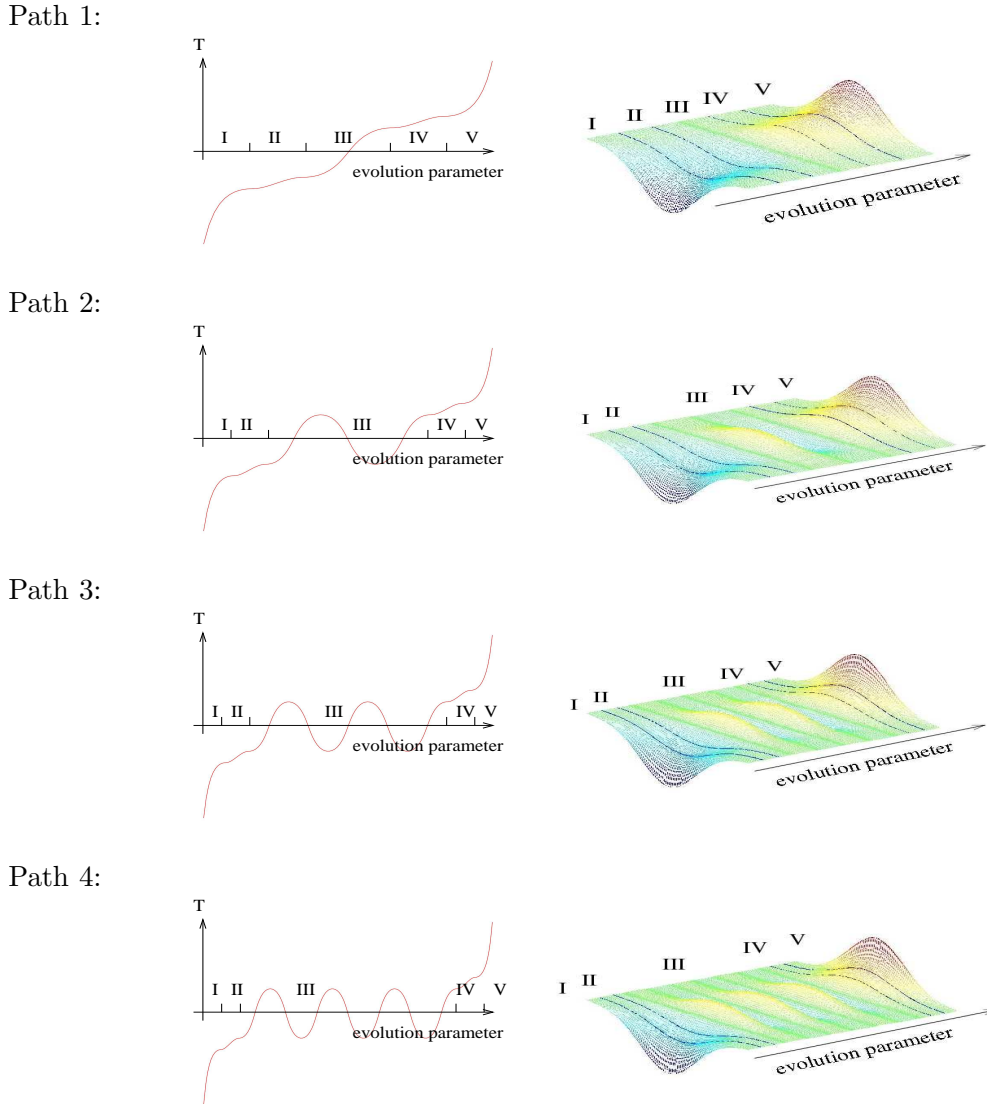 Path 1:
T
I II III IV V
evolution parameter
I II III IV V
evolution parameter
Path 2:
T
I II III IV V
evolution parameter
I II III IV V
evolution parameter
Path 3:
T
I II III IV V
evolution parameter
I II III IV V
evolution parameter
Path 4:
T
I II III IV V
evolution parameter
I II III IV V
evolution parameter